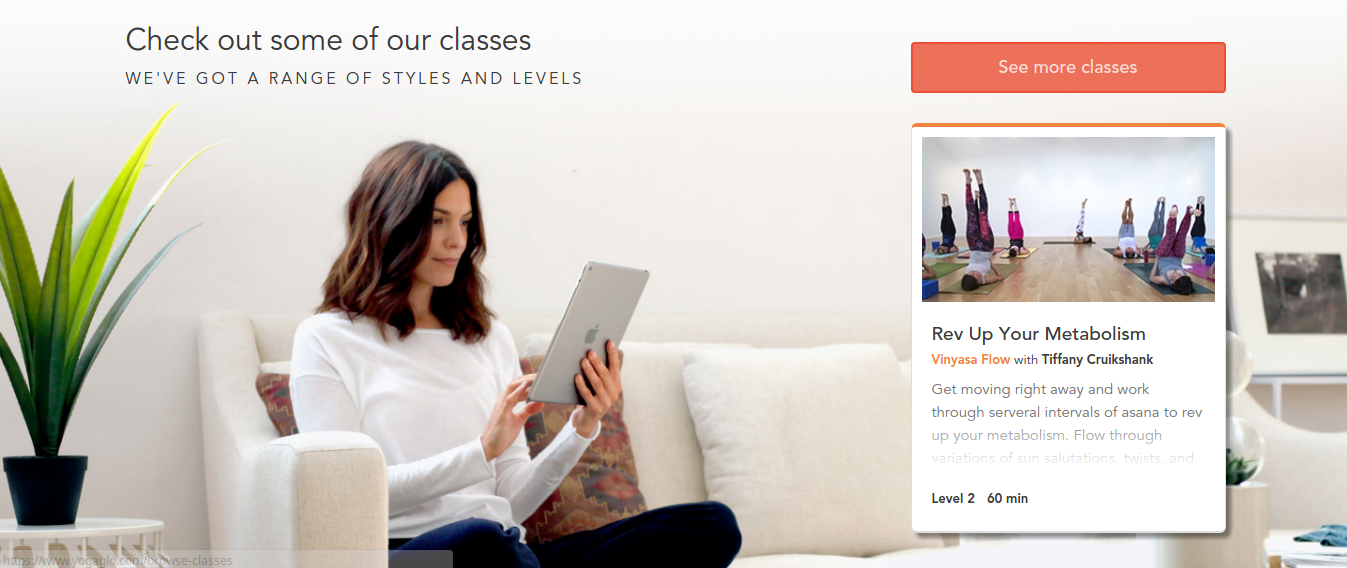 Check out some of our classes
WE'VE GOT A RANGE OF STYLES AND LEVELS
See more classes
Rev Up Your Metabolism
Vinyasa Flow with Tiffany Cruikshank
Get moving right away and work
through serveral intervals of asana to rev
up your metabolism. Flow through
variations of sun salutations, twists, and
Level 2 60 min
https://www.yogaglo.com/browse-classes